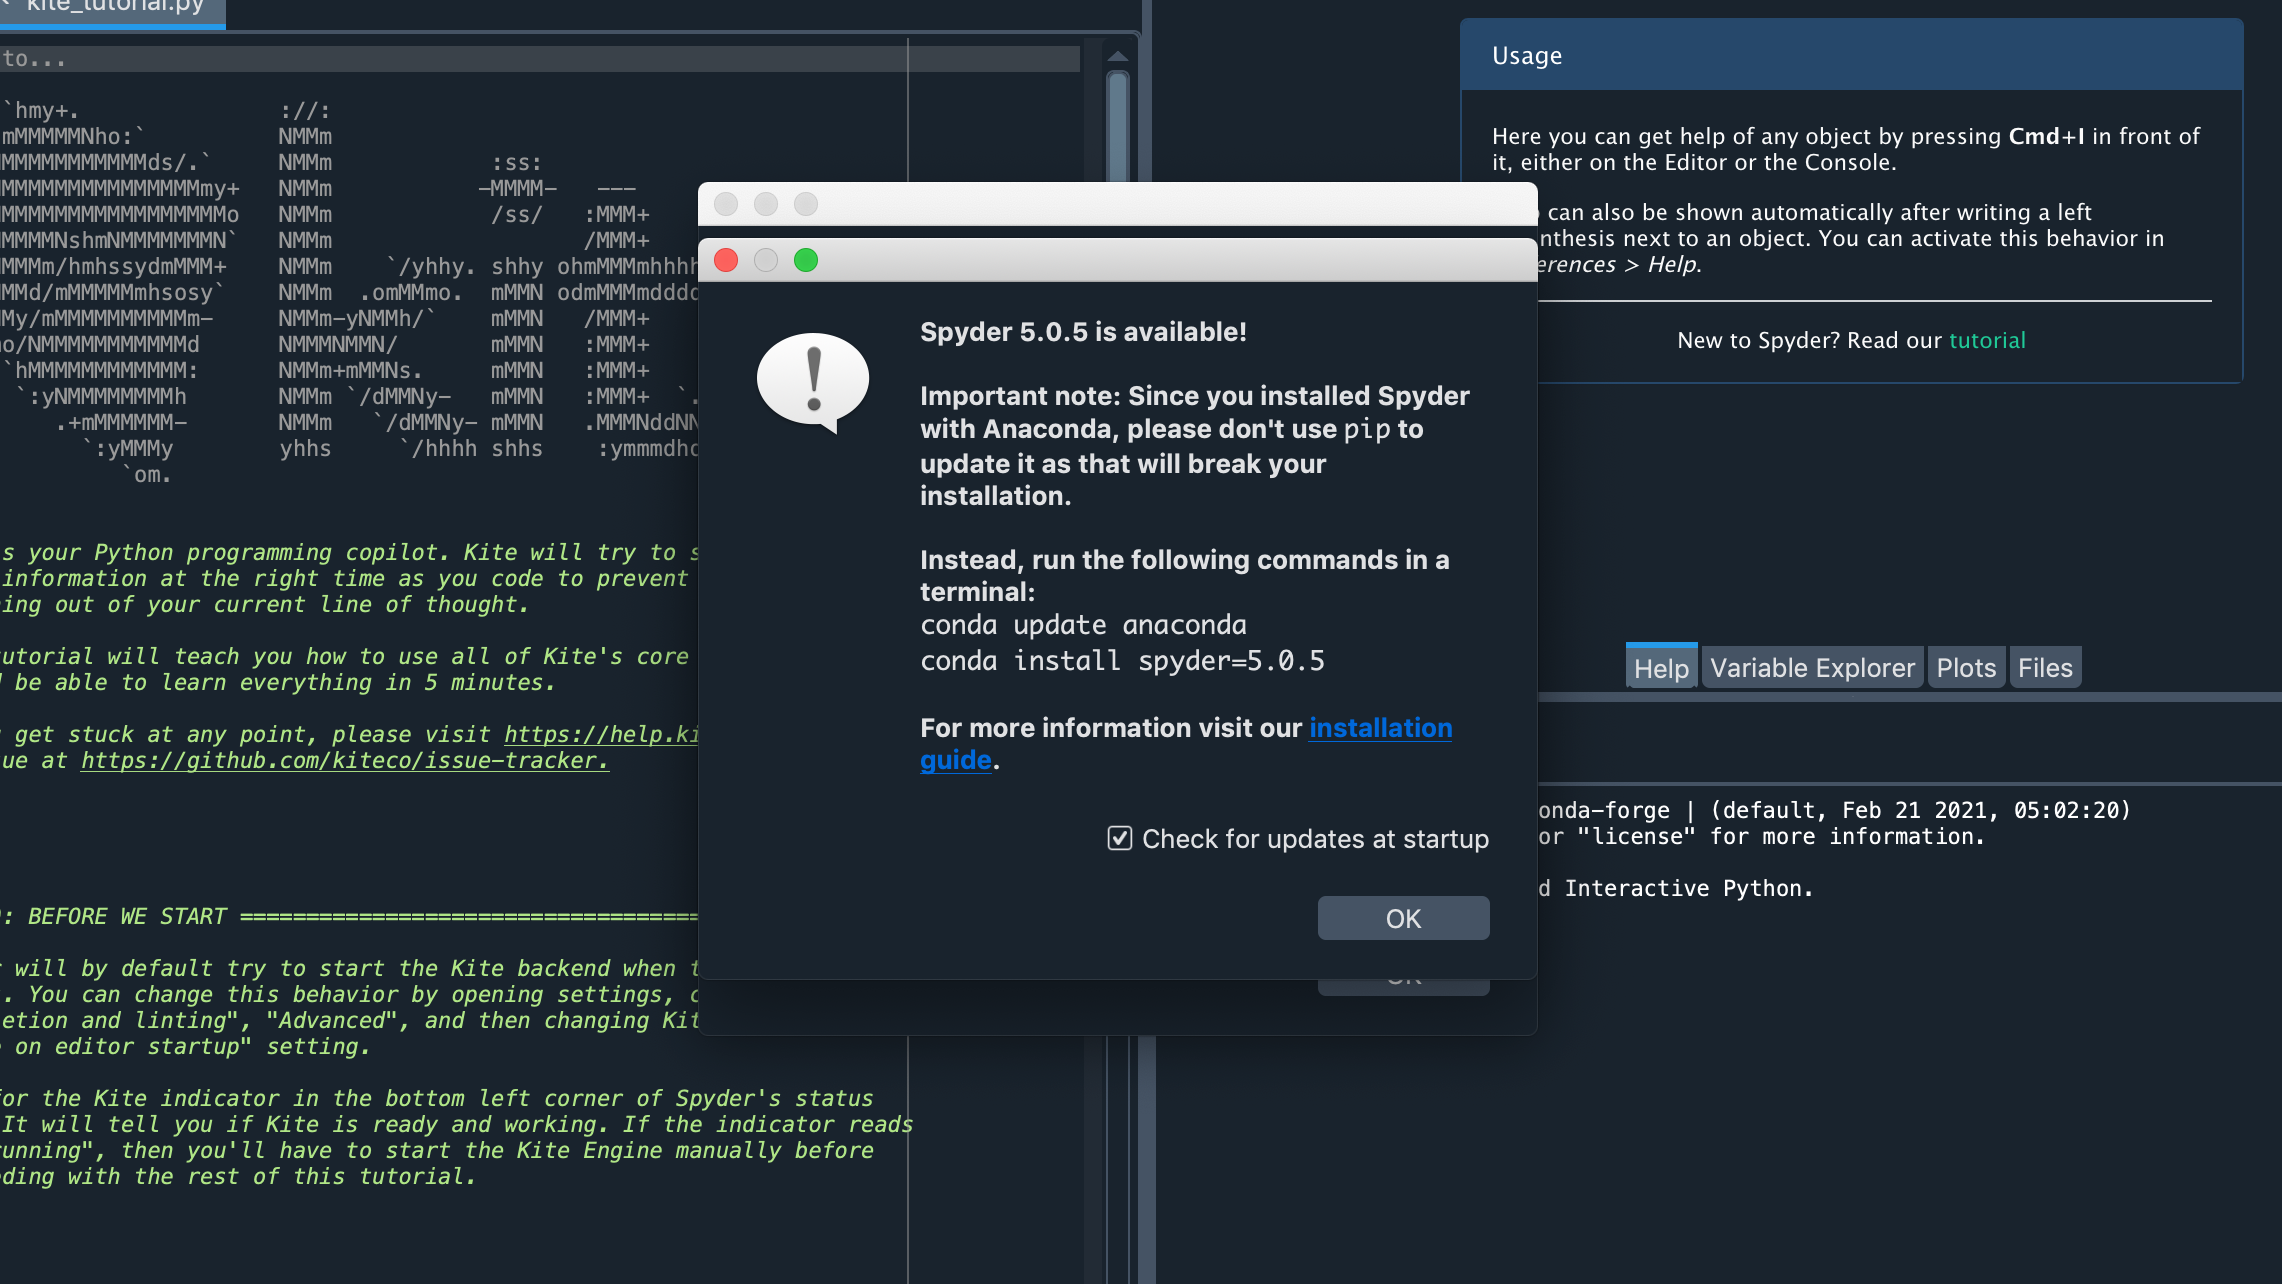 kite_tutorial.py
to...
`hmy+. ://:
mMMMMMNho:` NMMm
MMMMMMMMMMMMds/.` NMMm :ss:
MMMMMMMMMMMMMMMMmy+ NMMm -MMMM- ---
MMMMMMMMMMMMMMMMMMo NMMm /ss/ :MMM+
MMMMMNshmNMMMMMMMN` NMMm /MMM+
MMMMm/hmhssydmMMM+ NMMm `/yhhy. shhy ohmMMMmhhhh
MMMd/mMMMMMmhsosy` NMMm .omMMmo. mMMN odmMMMmdddd
MMy/mMMMMMMMMMMm- NMMm-yNMMh/` mMMN /MMM+
o/NMMMMMMMMMMMd NMMMNMMN/ mMMN :MMM+
`hMMMMMMMMMMMM: NMMm+mMMNs. mMMN :MMM+
`:yNMMMMMMMMh NMMm `/dMMNy- mMMN :MMM+ `.
.+mMMMMMM- NMMm `/dMMNy- mMMN .MMMNddNN
`:yMMMy yhhs `/hhhh shhs :ymmmdhd
`om.
s your Python programming copilot. Kite will try to s
information at the right time as you code to prevent
ing out of your current line of thought.
utorial will teach you how to use all of Kite's core
be able to learn everything in 5 minutes.
get stuck at any point, please visit https://help.ki
ue at https://github.com/kiteco/issue-tracker.
: BEFORE WE START ===================================
will by default try to start the Kite backend when t
. You can change this behavior by opening settings, c
etion and linting", "Advanced", and then changing Kit
on editor startup" setting.
or the Kite indicator in the bottom left corner of Spyder's status
It will tell you if Kite is ready and working. If the indicator reads
unning", then you'll have to start the Kite Engine manually before
ding with the rest of this tutorial.
Spyder 5.0.5 is available!
Important note: Since you installed Spyder
with Anaconda, please don't use pip to
update it as that will break your
installation.
Instead, run the following commands in a
terminal:
conda update anaconda
conda install spyder=5.0.5
For more information visit our installation
guide.
Check for updates at startup
OK
OK
Usage
Here you can get help of any object by pressing Cmd+I in front of
it, either on the Editor or the Console.
can also be shown automatically after writing a left
nthesis next to an object. You can activate this behavior in
erences > Help.
New to Spyder? Read our tutorial
Help Variable Explorer Plots Files
onda-forge | (default, Feb 21 2021, 05:02:20)
or "license" for more information.
d Interactive Python.